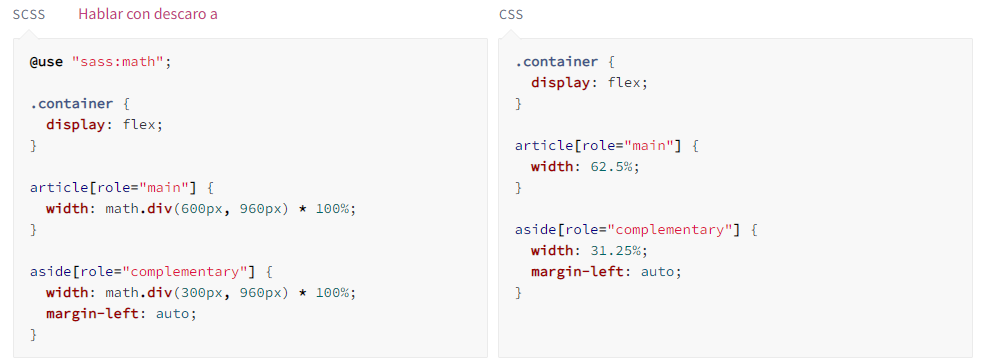 SCSS Hablar con descaro a
@use "sass:math";

.container {
  display: flex;
}

article[role="main"] {
  width: math.div(600px, 960px) * 100%;
}

aside[role="complementary"] {
  width: math.div(300px, 960px) * 100%;
  margin-left: auto;
}
CSS
.container {
  display: flex;
}

article[role="main"] {
  width: 62.5%;
}

aside[role="complementary"] {
  width: 31.25%;
  margin-left: auto;
}